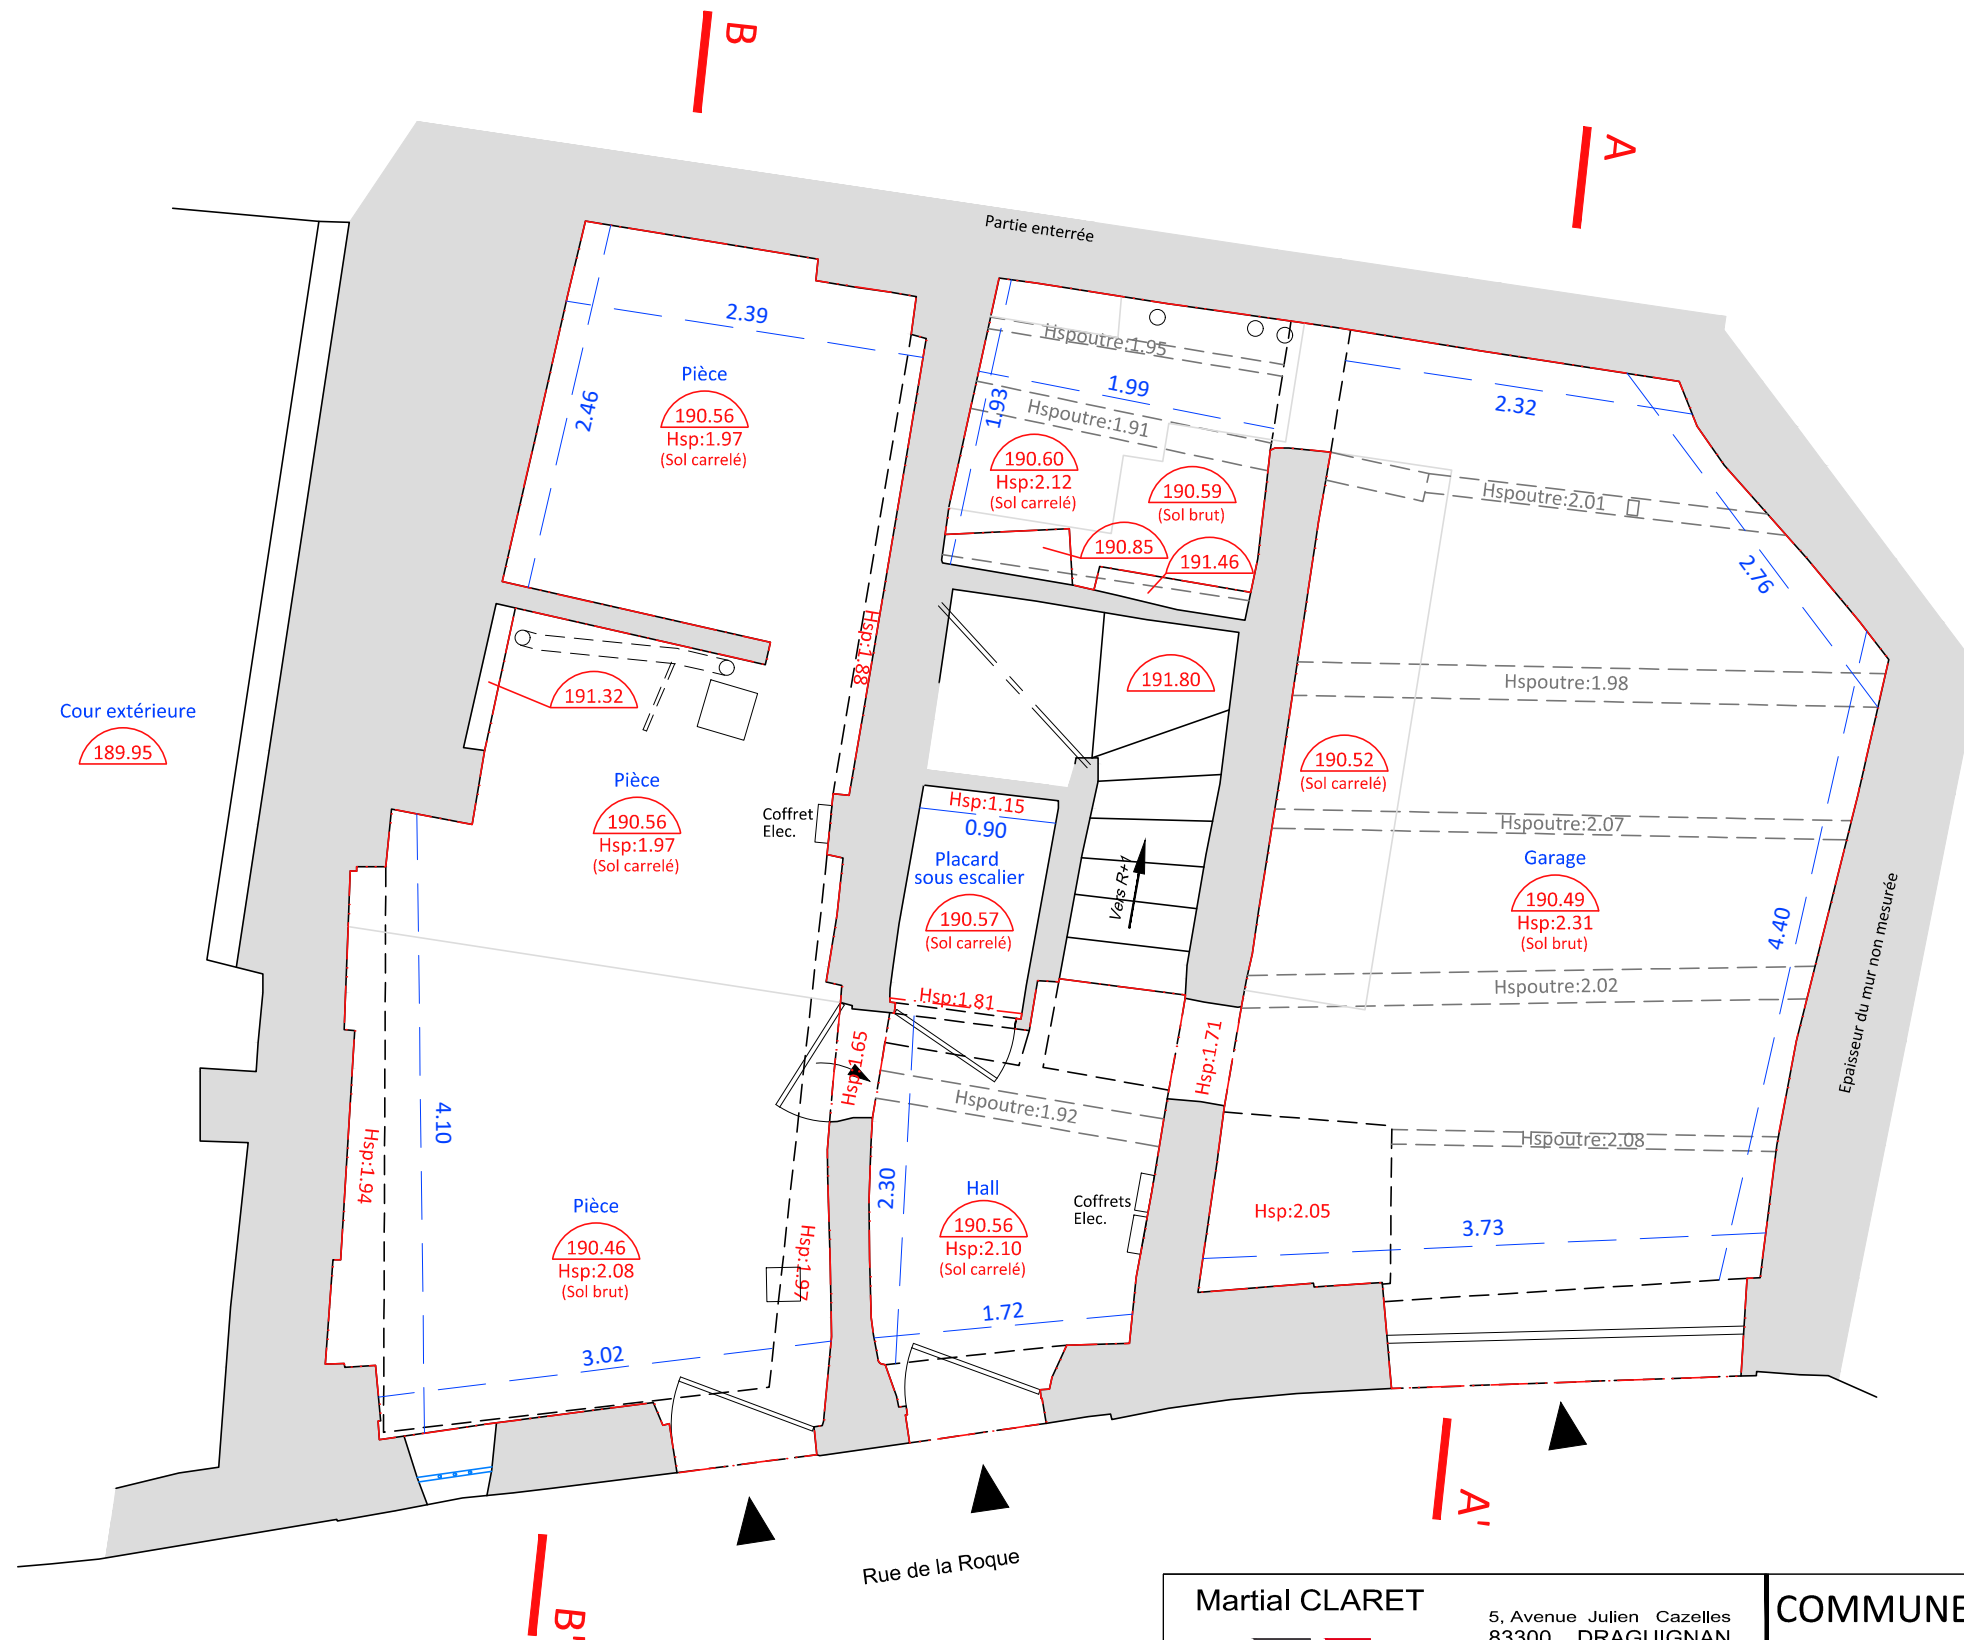 B
A
Partie enterrée
2.39
2.46
Pièce
190.56
Hsp:1.97
(Sol carrelé)
Hspoutre:1.95
1.99
1.93
Hspoutre:1.91
190.60
Hsp:2.12
(Sol carrelé)
190.59
(Sol brut)
190.85
191.46
2.32
Hspoutre:2.01
2.76
Hsp:1.88
191.32
191.80
Hspoutre:1.98
Cour extérieure
189.95
Pièce
190.56
Hsp:1.97
(Sol carrelé)
Coffret
Elec.
Hsp:1.15
0.90
Placard
sous escalier
190.57
(Sol carrelé)
Hsp:1.81
Vers R+1
190.52
(Sol carrelé)
Hspoutre:2.07
Garage
190.49
Hsp:2.31
(Sol brut)
4.40
Epaisseur du mur non mesurée
Hspoutre:2.02
Hsp:1.65
Hsp:1.71
Hspoutre:1.92
4.10
Hsp:1.94
2.30
Hall
190.56
Hsp:2.10
(Sol carrelé)
Coffrets
Elec.
Hspoutre:2.08
Hsp:2.05
3.73
Pièce
190.46
Hsp:2.08
(Sol brut)
Hsp:1.97
1.72
3.02
A'
B'
Rue de la Roque
Martial CLARET
5, Avenue Julien Cazelles
83300 DRAGUIGNAN
COMMUNE